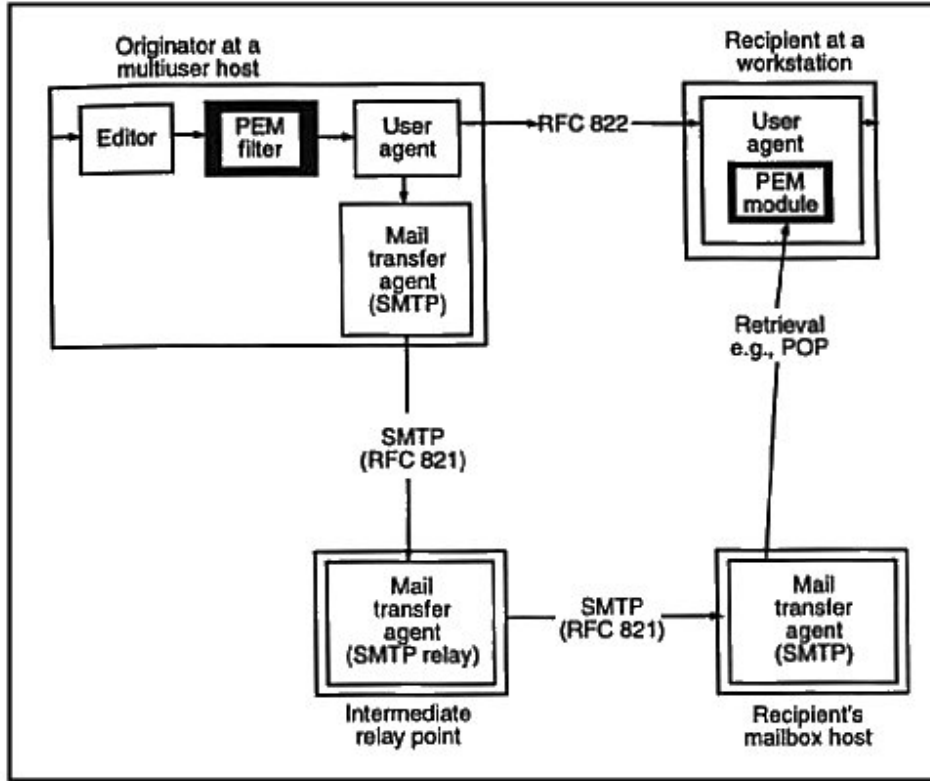 Originator at a
multiuser host
Recipient at a
workstation
Editor
PEM
filter
User
agent
RFC 822
User
agent
PEM
module
Mail
transfer
agent
(SMTP)
Retrieval
e.g., POP
SMTP
(RFC 821)
Mail
transfer
agent
(SMTP relay)
SMTP
(RFC 821)
Mail
transfer
agent
(SMTP)
Intermediate
relay point
Recipient's
mailbox host